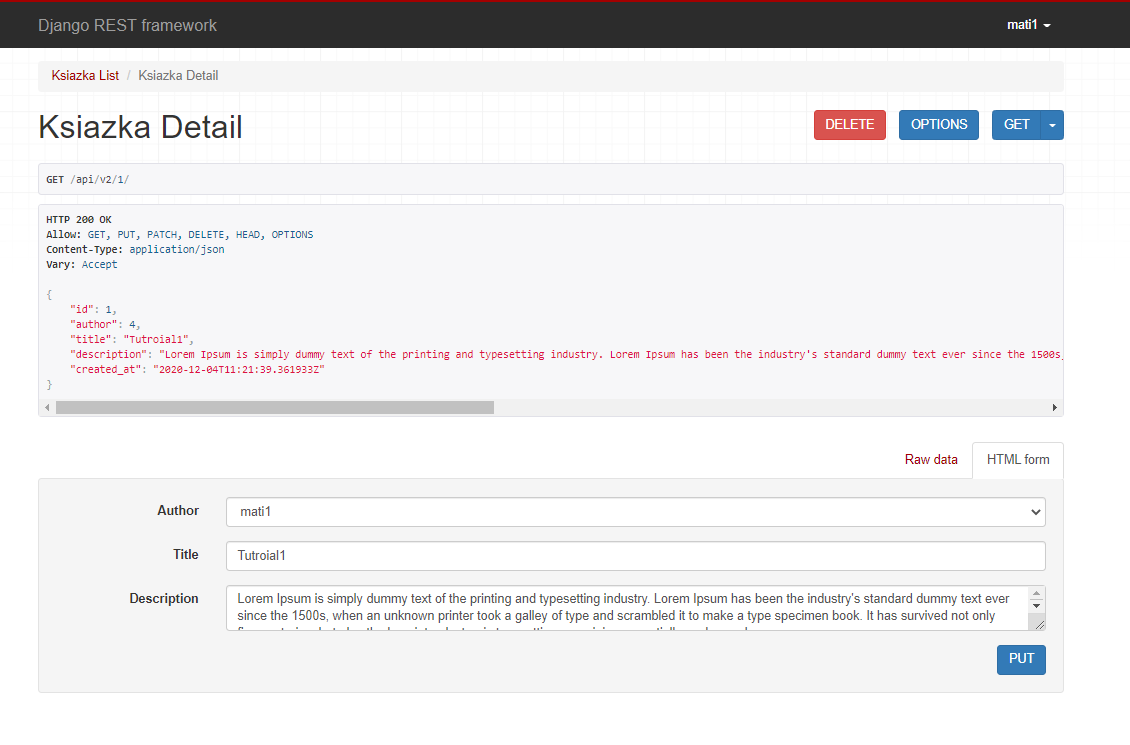 Django REST framework
mati1
Ksiazka List / Ksiazka Detail
Ksiazka Detail
DELETE
OPTIONS
GET
GET /api/v2/1/
HTTP 200 OK
Allow: GET, PUT, PATCH, DELETE, HEAD, OPTIONS
Content-Type: application/json
Vary: Accept
{
"id": 1,
"author": 4,
"title": "Tutroial1",
"description": "Lorem Ipsum is simply dummy text of the printing and typesetting industry. Lorem Ipsum has been the industry's standard dummy text ever since the 1500s,
"created_at": "2020-12-04T11:21:39.361933Z"
}
Raw data
HTML form
Author
mati1
Title
Tutroial1
Description
Lorem Ipsum is simply dummy text of the printing and typesetting industry. Lorem Ipsum has been the industry's standard dummy text ever
since the 1500s, when an unknown printer took a galley of type and scrambled it to make a type specimen book. It has survived not only
PUT